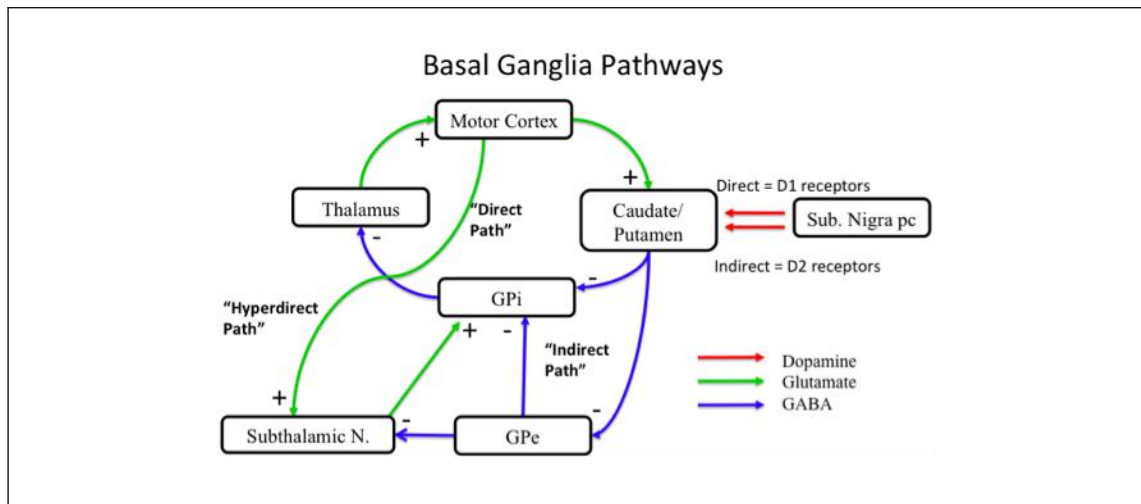 Basal Ganglia Pathways
Motor Cortex
+
+
Direct = D1 receptors
Thalamus
"Direct
Path"
Caudate/
Putamen
Sub. Nigra pc
-
Indirect = D2 receptors
-
GPi
"Hyperdirect
Path"
+
-
"Indirect
Path"
Dopamine
Glutamate
GABA
+
-
-
Subthalamic N.
GPe